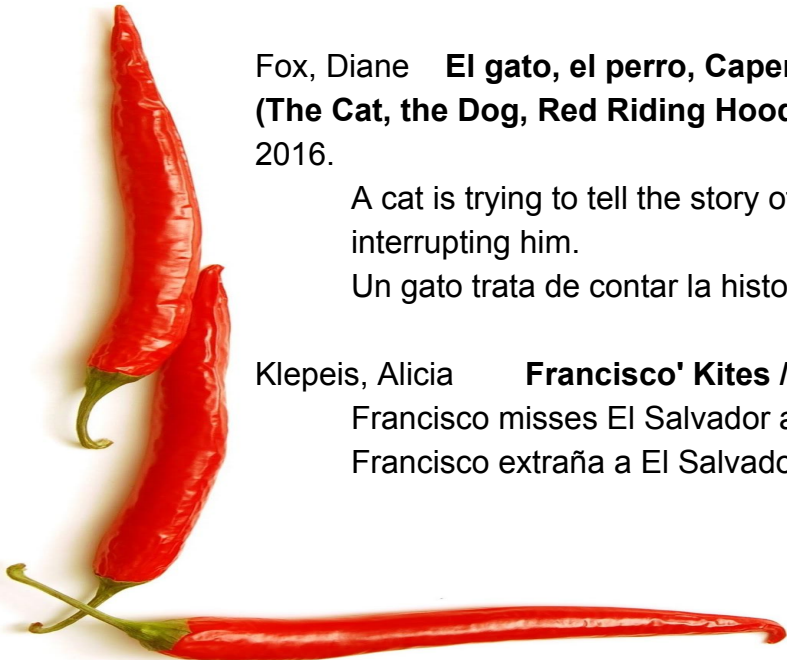 Fox, Diane El gato, el perro, Caper
(The Cat, the Dog, Red Riding Hood
2016.
A cat is trying to tell the story o
interrupting him.
Un gato trata de contar la histo
Klepeis, Alicia Francisco' Kites /
Francisco misses El Salvador a
Francisco extraña a El Salvado